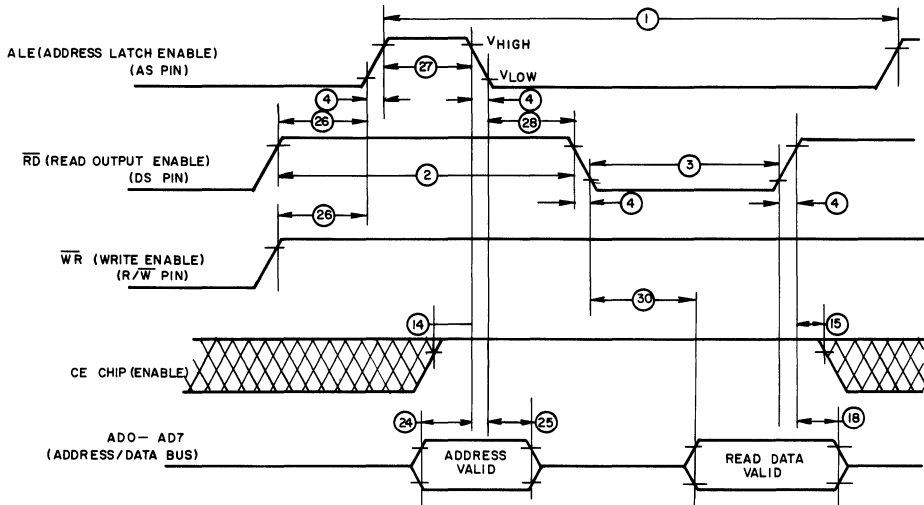 1
ALE (ADDRESS LATCH ENABLE)
(AS PIN)
VHIGH
27
VLOW
4
4
26
28
RD (READ OUTPUT ENABLE)
(DS PIN)
2
3
4
4
26
WR (WRITE ENABLE)
(R/W PIN)
30
14
15
CE CHIP (ENABLE)
24
25
18
AD0– AD7
(ADDRESS/DATA BUS)
ADDRESS
VALID
READ DATA
VALID